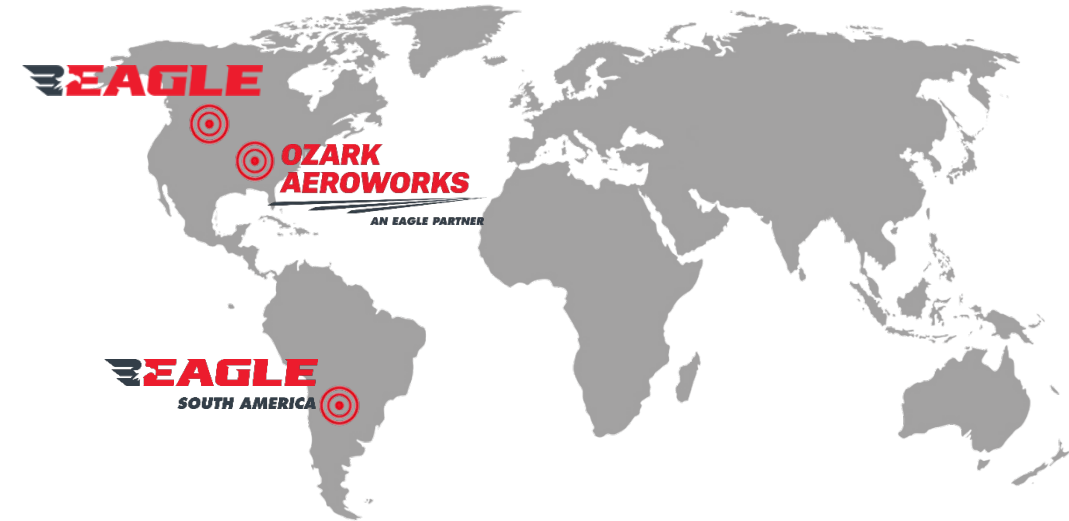 EAGLE
OZARK
AEROWORKS
AN EAGLE PARTNER
EAGLE
SOUTH AMERICA